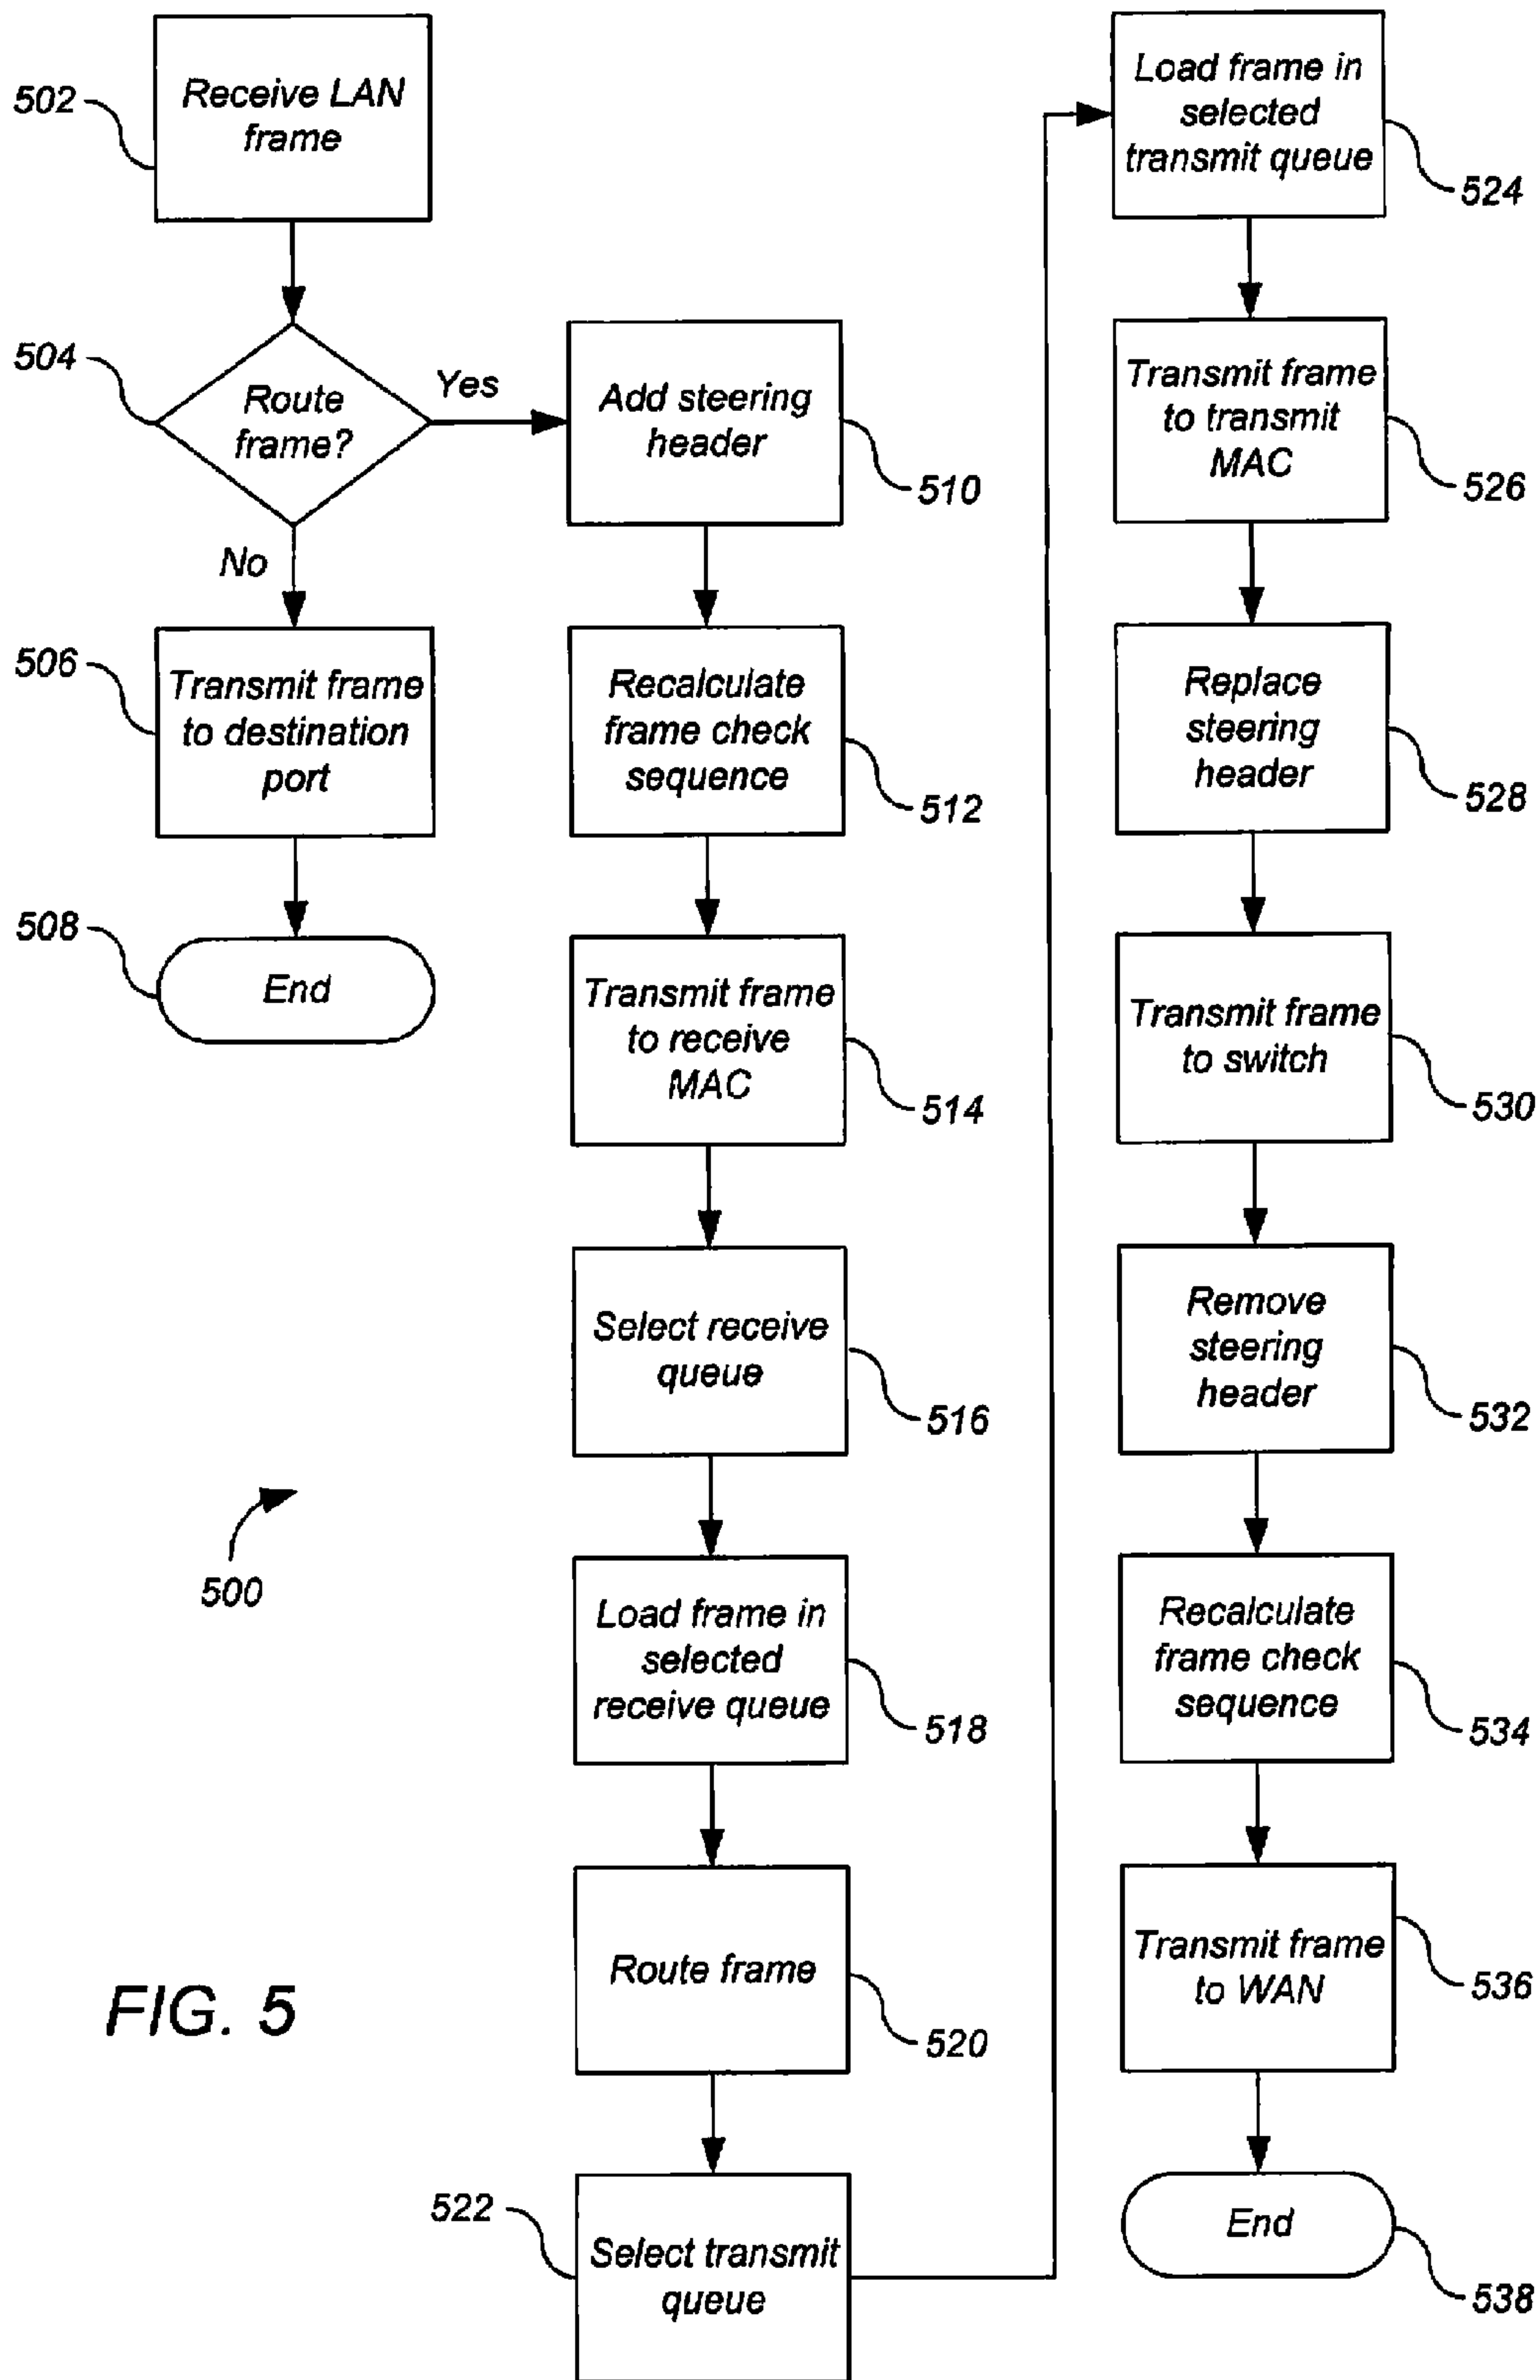 502
Receive LAN
frame
504
Route
frame?
Yes
No
506
Transmit frame
to destination
port
508
End
500
FIG. 5
Add steering
header
510
Recalculate
frame check
sequence
512
Transmit frame
to receive
MAC
514
Select receive
queue
516
Load frame in
selected
receive queue
518
Route frame
520
522
Select transmit
queue
Load frame in
selected
transmit queue
524
Transmit frame
to transmit
MAC
526
Replace
steering
header
528
Transmit frame
to switch
530
Remove
steering
header
532
Recalculate
frame check
sequence
534
Transmit frame
to WAN
536
End
538